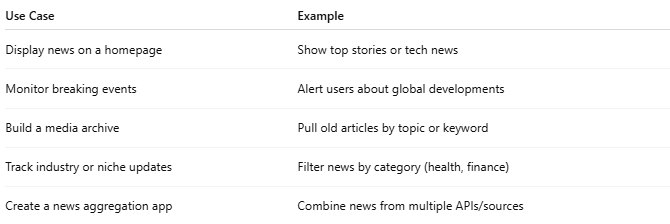 Use Case Example
Display news on a homepage Show top stories or tech news
Monitor breaking events Alert users about global developments
Build a media archive Pull old articles by topic or keyword
Track industry or niche updates Filter news by category (health, finance)
Create a news aggregation app Combine news from multiple APIs/sources